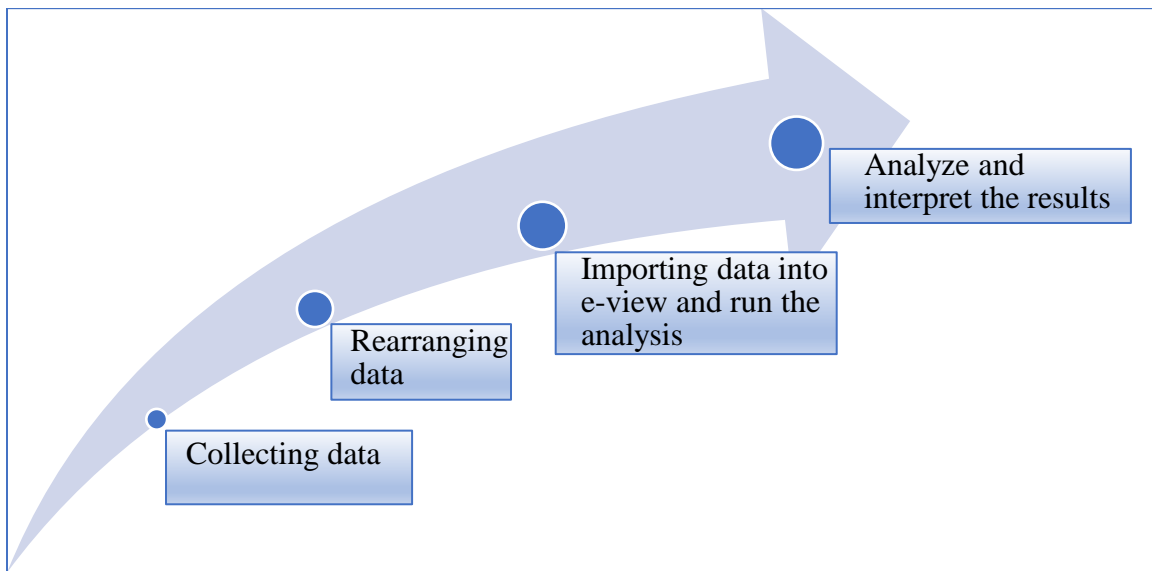 Collecting data
Rearranging
data
Importing data into
e-view and run the
analysis
Analyze and
interpret the results